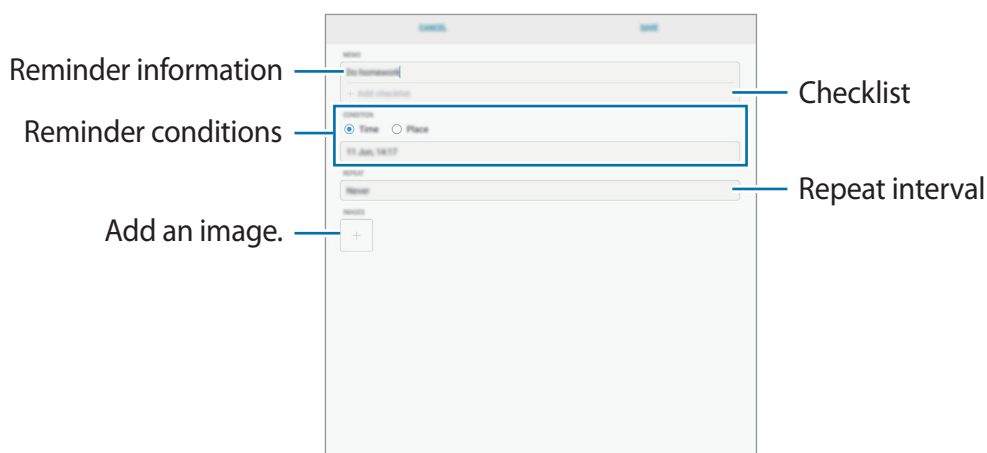 CANCEL
SAVE
MEMO
Reminder information
Do homework
+ Add checklist
Checklist
CONDITION
Reminder conditions
Time
Place
11 Jun, 14:17
REPEAT
Never
Repeat interval
IMAGES
Add an image.
+